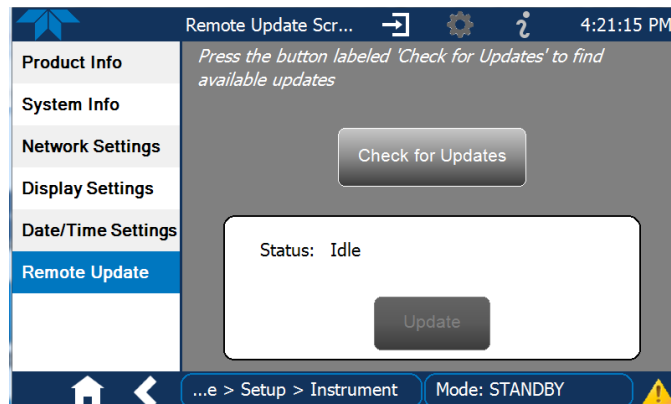 Remote Update Scr...
4:21:15 PM
Product Info
System Info
Network Settings
Display Settings
Date/Time Settings
Remote Update
Press the button labeled 'Check for Updates' to find
available updates
Check for Updates
Status: Idle
Update
...e > Setup > Instrument
Mode: STANDBY